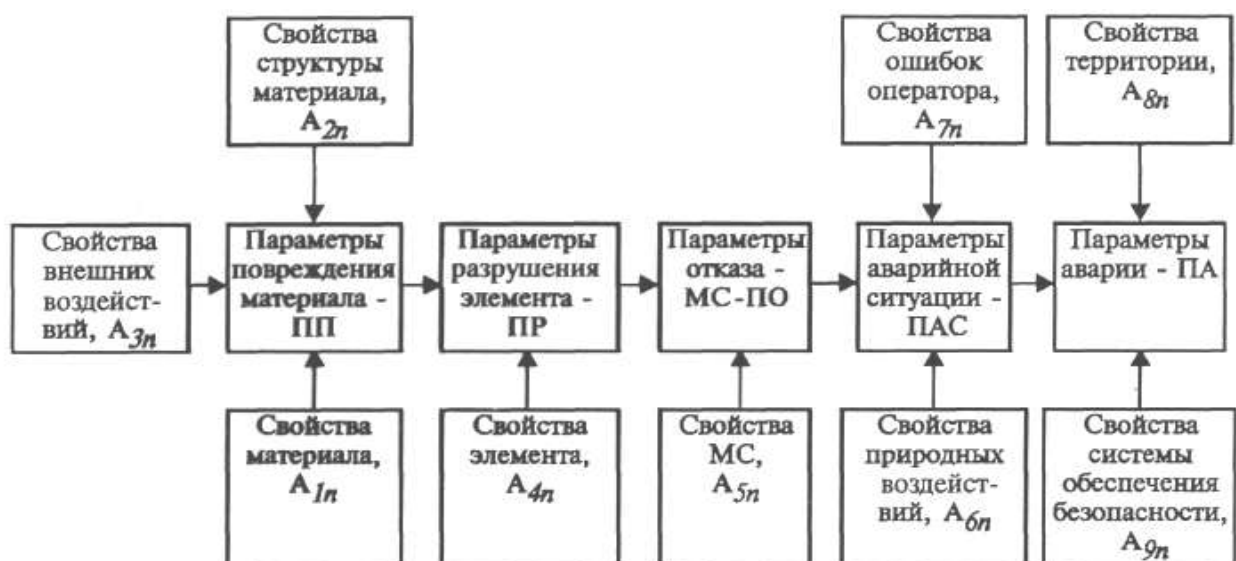 Свойства
структуры
материала,
A2n
Свойства
ошибок
оператора,
A7n
Свойства
территории,
A8n
Свойства
внешних
воздейст-
вий, A3n
Параметры
повреждения
материала -
ПП
Параметры
разрушения
элемента -
ПР
Параметры
отказа -
МС-ПО
Параметры
аварийной
ситуации -
ПАС
Параметры
аварии - ПА
Свойства
материала,
A1n
Свойства
элемента,
A4n
Свойства
МС,
A5n
Свойства
природных
воздейст-
вий, A6n
Свойства
системы
обеспечения
безопасности,
A9n